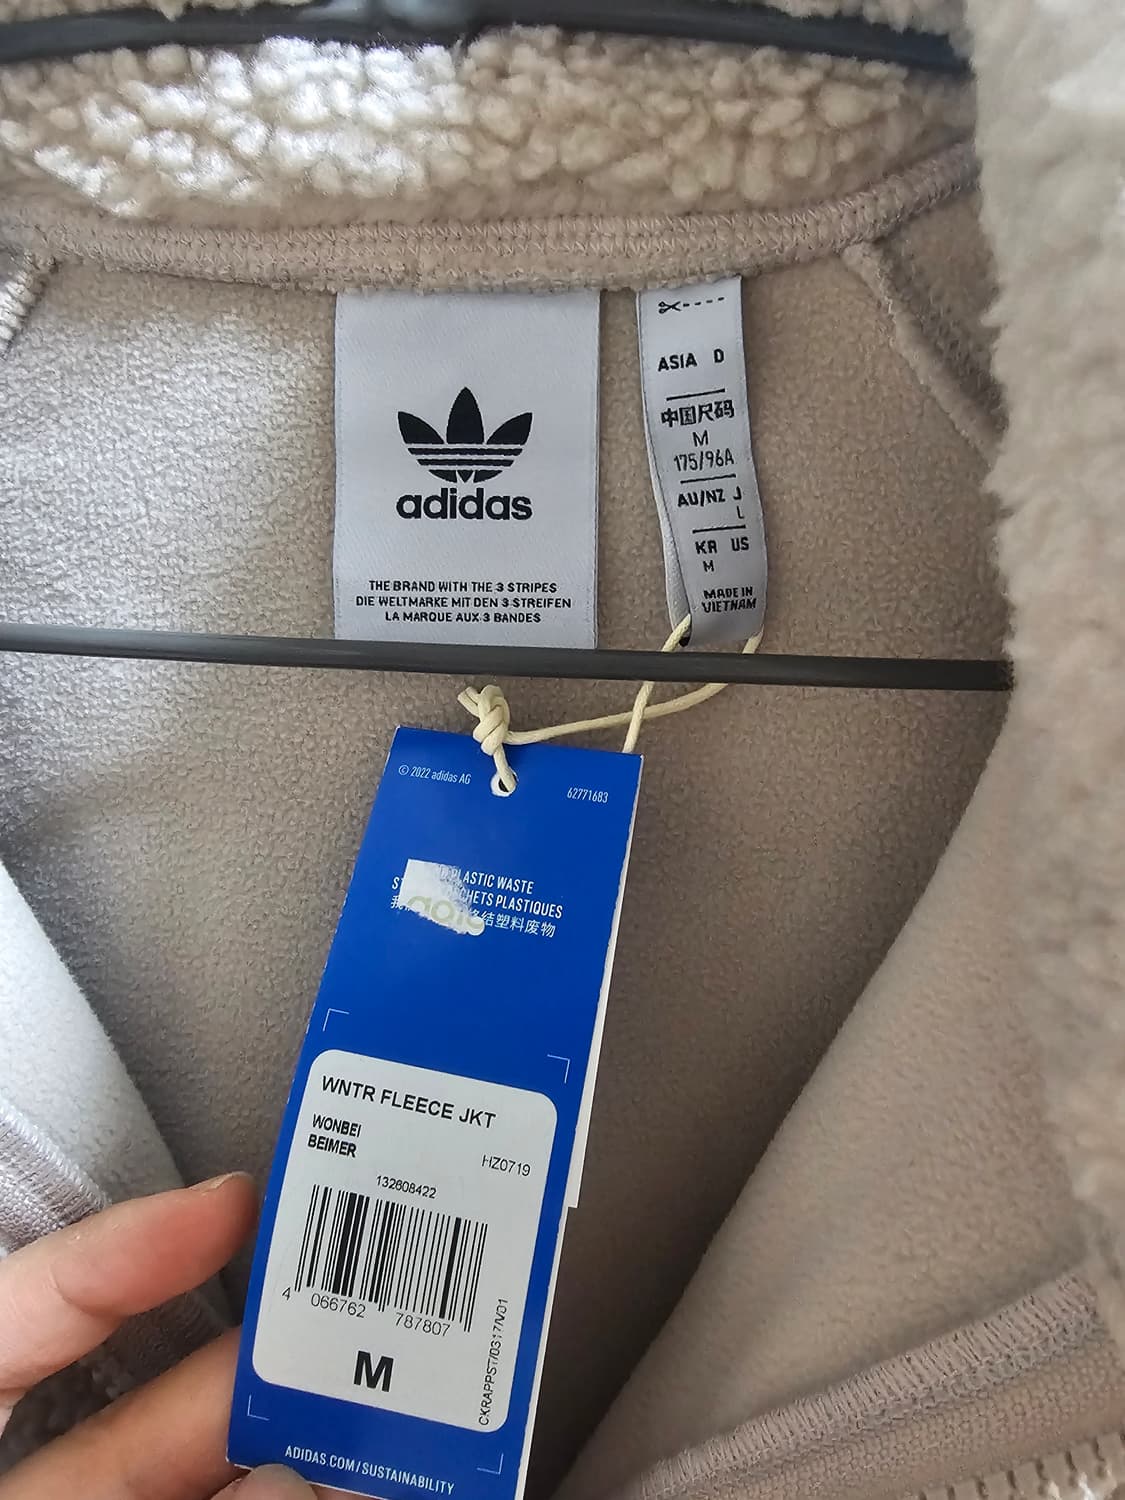 adidas
THE BRAND WITH THE 3 STRIPES
DIE WELTMARKE MIT DEN 3 STREIFEN
LA MARQUE AUX 3 BANDES
ASIA D
中国尺码
M
175/96A
AU/NZ J
L
KR US
M
MADE IN
VIETNAM
© 2022 adidas AG
62771683
PLASTIC WASTE
PLASTIQUES
结塑料废物
WNTR FLEECE JKT
WONBEI
BEIMER
HZ0719
132608422
4 066762 787807
M
CKRAPPST/0317/V01
ADIDAS.COM/SUSTAINABILITY